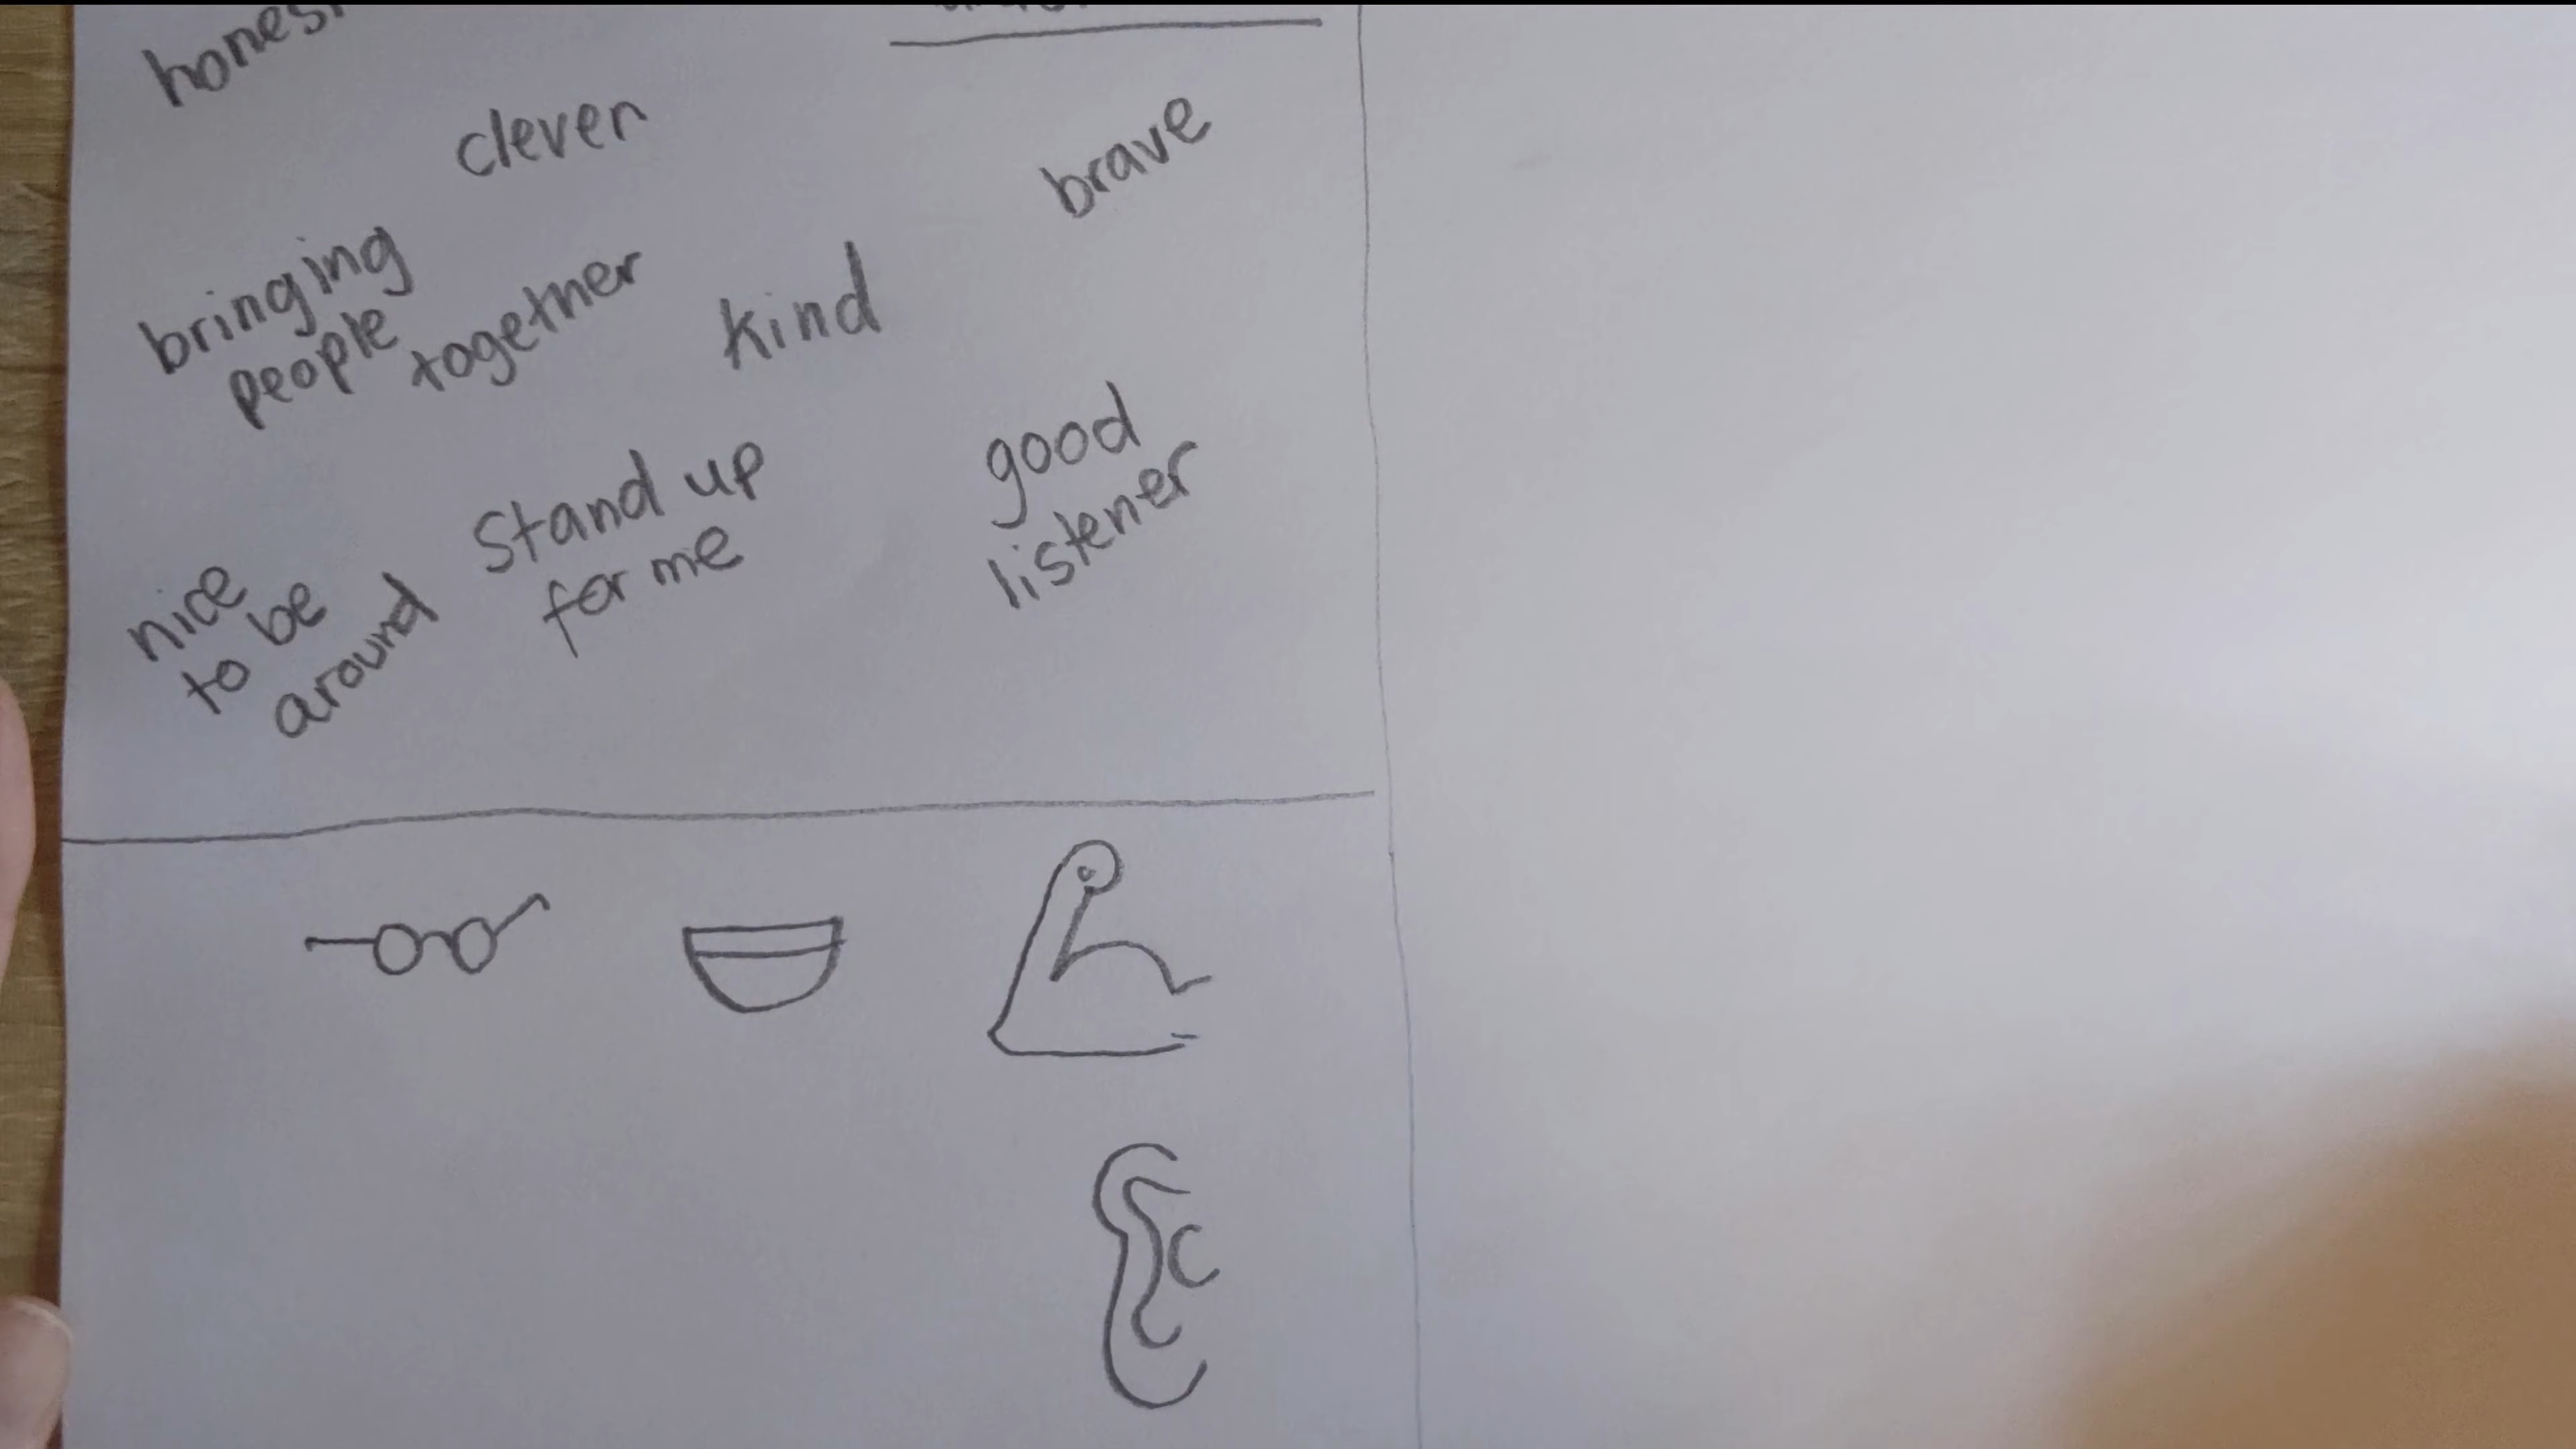 clever
brave
bringing
people together
kind
Stand up
for me
good
listener
nice
to be
around